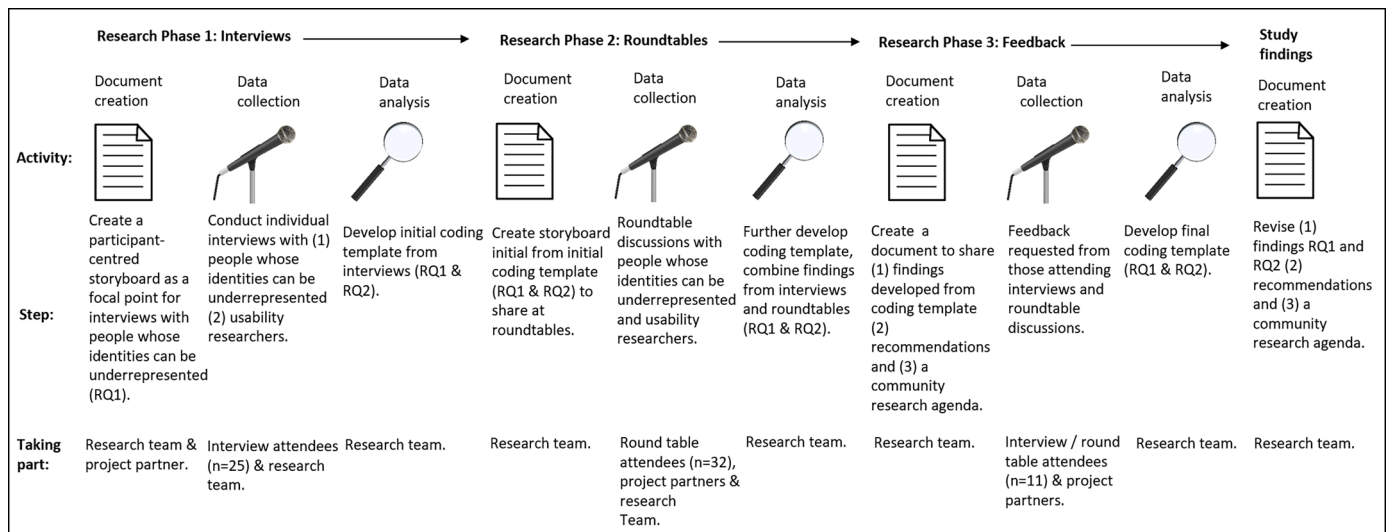 Research Phase 1: Interviews
Research Phase 2: Roundtables
Research Phase 3: Feedback
Study
findings
Document
creation
Data
collection
Data
analysis
Document
creation
Data
collection
Data
analysis
Document
creation
Data
collection
Data
analysis
Document
creation
Activity:
Step:
Create a
participant-
centred
storyboard as a
focal point for
interviews with
people whose
identities can be
underrepresented
(RQ1).
Conduct individual
interviews with (1)
people whose
identities can be
underrepresented
(2) usability
researchers.
Develop initial coding
template from
interviews (RQ1 &
RQ2).
Create storyboard
initial from initial
coding template
(RQ1 & RQ2) to
share at
roundtables.
Roundtable
discussions with
people whose
identities can be
underrepresented
and usability
researchers.
Further develop
coding template,
combine findings
from interviews
and roundtables
(RQ1 & RQ2).
Create a
document to share
(1) findings
developed from
coding template
(2)
recommendations
and (3) a
community
research agenda.
Feedback
requested from
those attending
interviews and
roundtable
discussions.
Develop final
coding template
(RQ1 & RQ2).
Revise (1)
findings RQ1 and
RQ2 (2)
recommendations
and (3) a
community
research agenda.
Taking
part:
Research team &
project partner.
Interview attendees
(n=25) & research
team.
Research team.
Research team.
Round table
attendees (n=32),
project partners &
research
Team.
Research team.
Research team.
Interview / round
table attendees
(n=11) & project
partners.
Research team.
Research team.